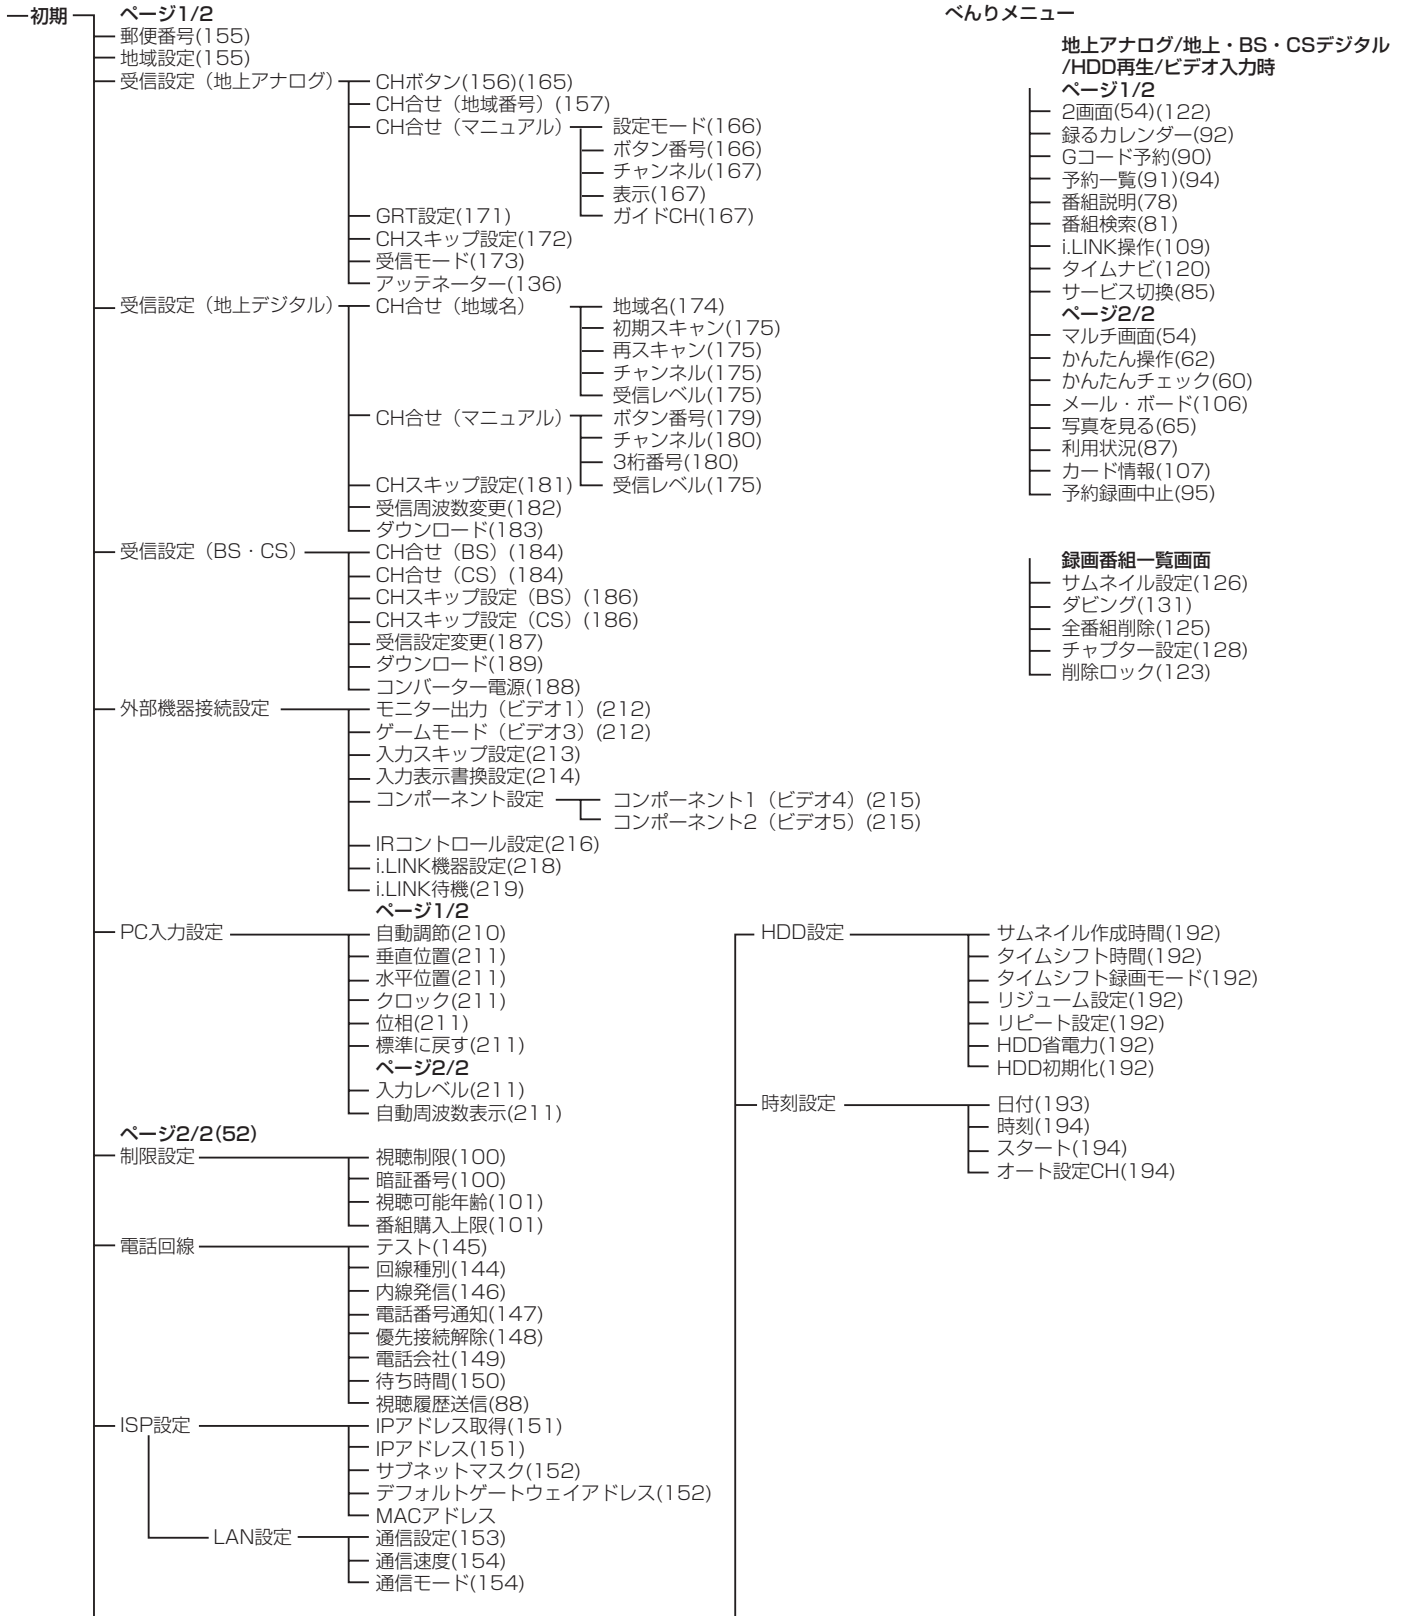 初期
ページ1/2
郵便番号(155)
地域設定(155)
受信設定（地上アナログ）
CHボタン(156)(165)
CH合せ（地域番号）(157)
CH合せ（マニュアル）
設定モード(166)
ボタン番号(166)
チャンネル(167)
表示(167)
ガイドCH(167)
GRT設定(171)
CHスキップ設定(172)
受信モード(173)
アッテネーター(136)
受信設定（地上デジタル）
CH合せ（地域名）
地域名(174)
初期スキャン(175)
再スキャン(175)
チャンネル(175)
受信レベル(175)
CH合せ（マニュアル）
ボタン番号(179)
チャンネル(180)
3桁番号(180)
受信レベル(175)
CHスキップ設定(181)
受信周波数変更(182)
ダウンロード(183)
受信設定（BS・CS）
CH合せ（BS）(184)
CH合せ（CS）(184)
CHスキップ設定（BS）(186)
CHスキップ設定（CS）(186)
受信設定変更(187)
ダウンロード(189)
コンバーター電源(188)
外部機器接続設定
モニター出力（ビデオ1）(212)
ゲームモード（ビデオ3）(212)
入力スキップ設定(213)
入力表示書換設定(214)
コンポーネント設定
コンポーネント1（ビデオ4）(215)
コンポーネント2（ビデオ5）(215)
IRコントロール設定(216)
i.LINK機器設定(218)
i.LINK待機(219)
PC入力設定
ページ1/2
自動調節(210)
垂直位置(211)
水平位置(211)
クロック(211)
位相(211)
標準に戻す(211)
ページ2/2
入力レベル(211)
自動周波数表示(211)
ページ2/2(52)
制限設定
視聴制限(100)
暗証番号(100)
視聴可能年齢(101)
番組購入上限(101)
電話回線
テスト(145)
回線種別(144)
内線発信(146)
電話番号通知(147)
優先接続解除(148)
電話会社(149)
待ち時間(150)
視聴履歴送信(88)
ISP設定
IPアドレス取得(151)
IPアドレス(151)
サブネットマスク(152)
デフォルトゲートウェイアドレス(152)
MACアドレス
LAN設定
通信設定(153)
通信速度(154)
通信モード(154)
HDD設定
サムネイル作成時間(192)
タイムシフト時間(192)
タイムシフト録画モード(192)
リジューム設定(192)
リピート設定(192)
HDD省電力(192)
HDD初期化(192)
時刻設定
日付(193)
時刻(194)
スタート(194)
オート設定CH(194)
べんりメニュー
地上アナログ/地上・BS・CSデジタル
/HDD再生/ビデオ入力時
ページ1/2
2画面(54)(122)
録るカレンダー(92)
Gコード予約(90)
予約一覧(91)(94)
番組説明(78)
番組検索(81)
i.LINK操作(109)
タイムナビ(120)
サービス切換(85)
ページ2/2
マルチ画面(54)
かんたん操作(62)
かんたんチェック(60)
メール・ボード(106)
写真を見る(65)
利用状況(87)
カード情報(107)
予約録画中止(95)
録画番組一覧画面
サムネイル設定(126)
ダビング(131)
全番組削除(125)
チャプター設定(128)
削除ロック(123)